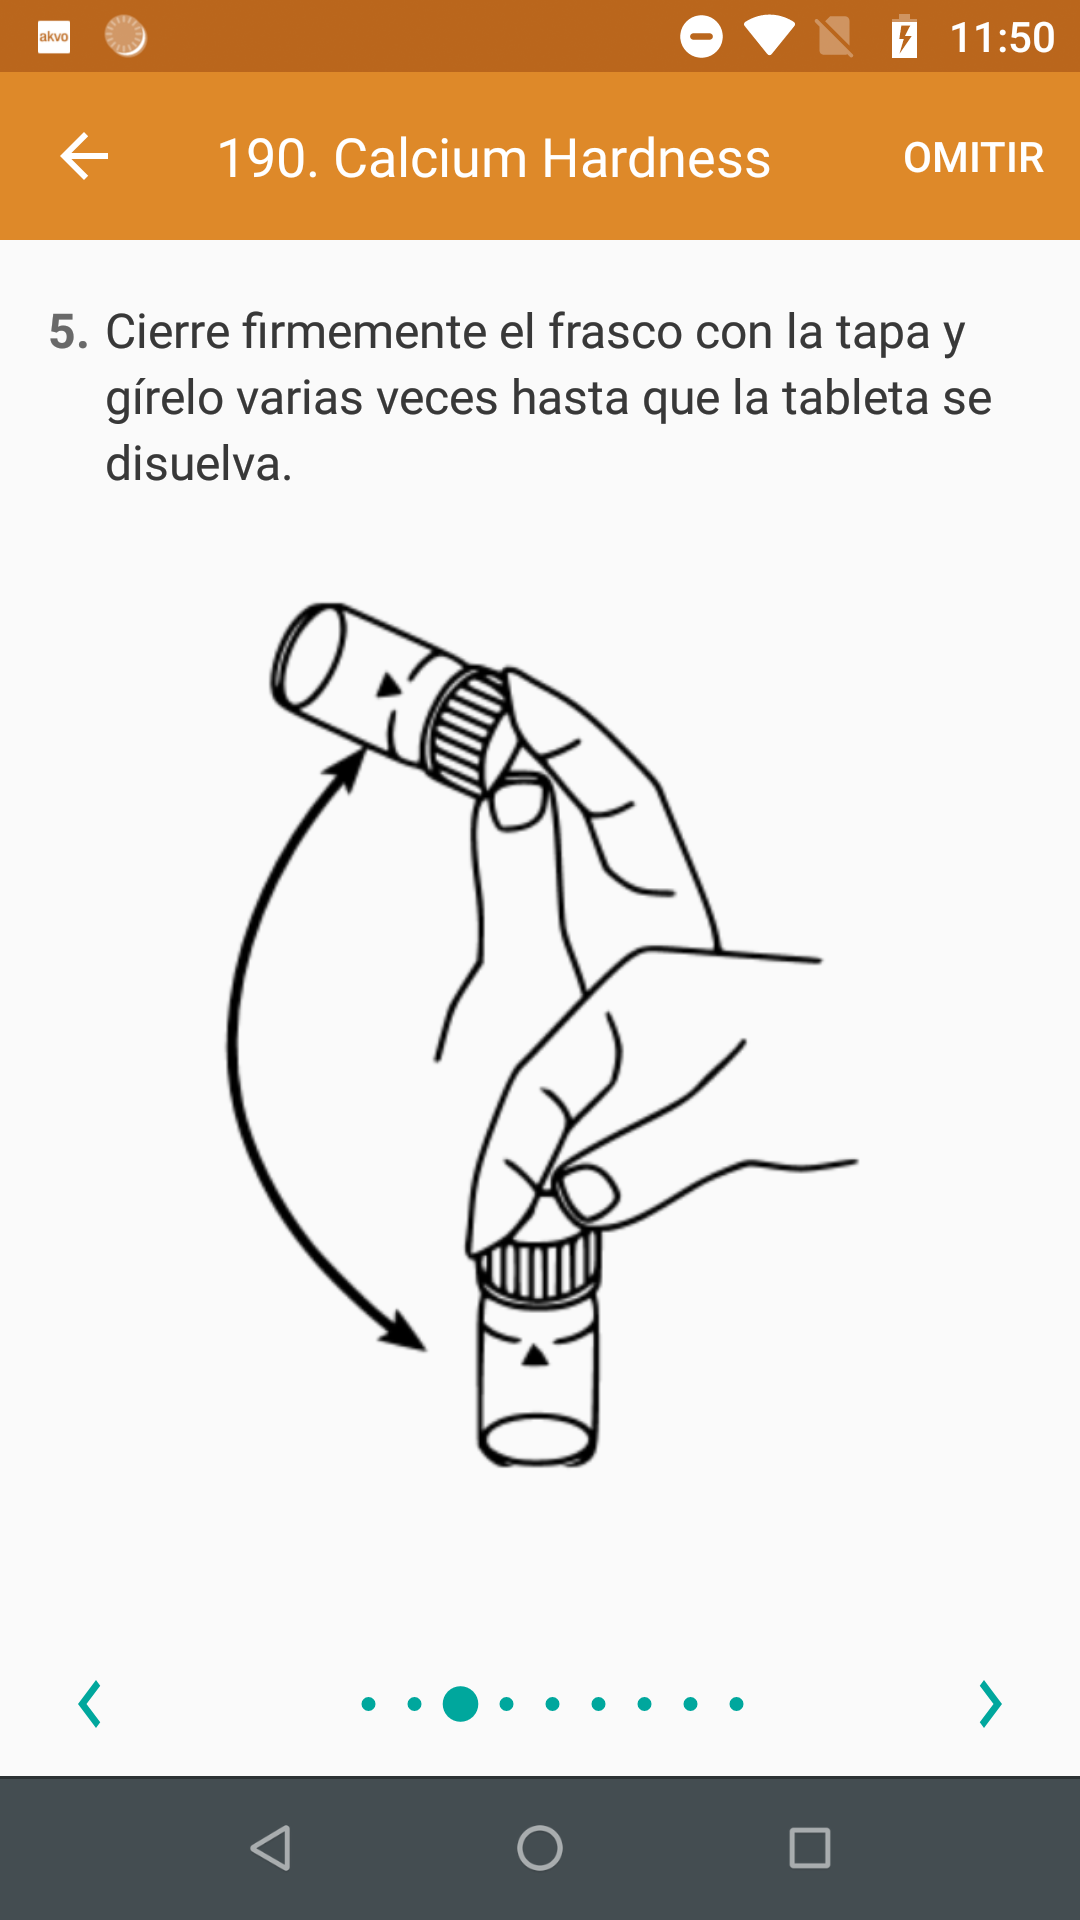 akvo
11:50
190. Calcium Hardness
OMITIR
5. Cierre firmemente el frasco con la tapa y
gírelo varias veces hasta que la tableta se
disuelva.